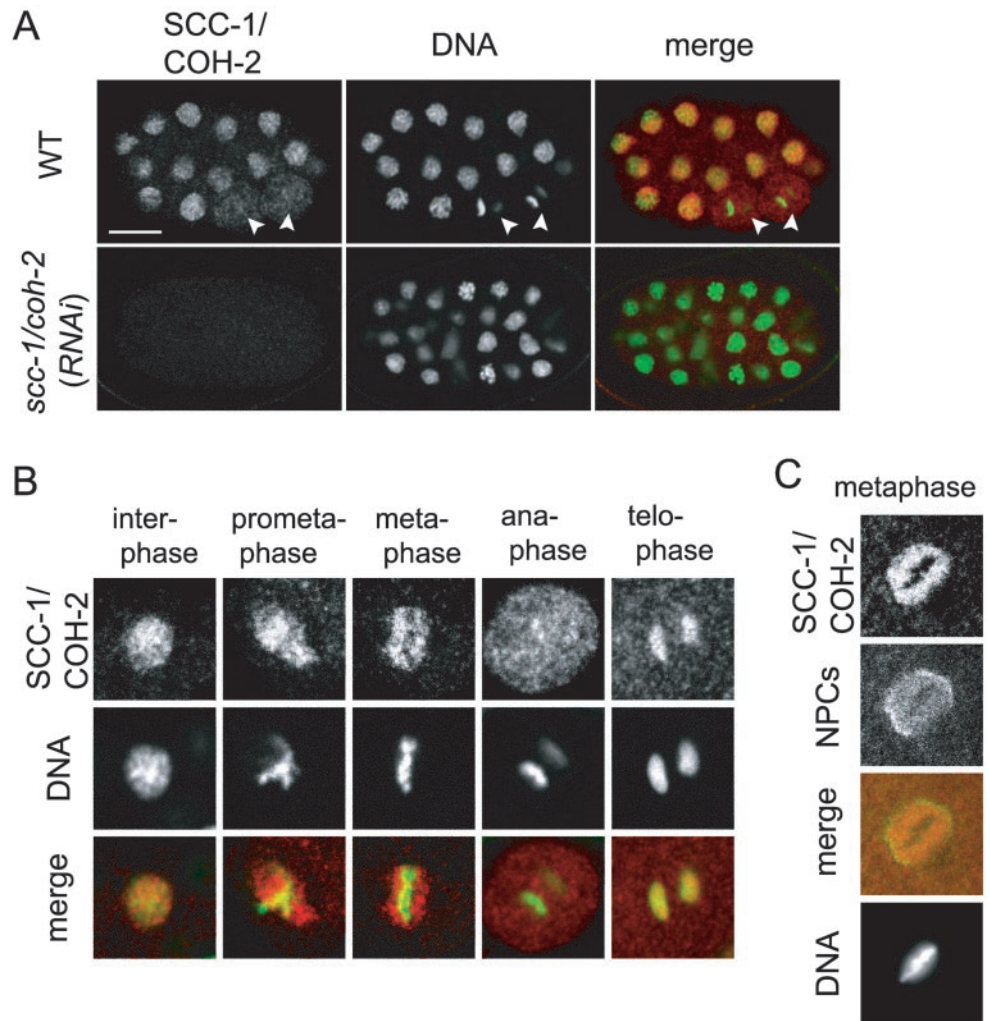 A
SCC-1/
COH-2
DNA
merge
WT
scc-1/coh-2
(RNAi)
B
inter-
phase
prometa-
phase
meta-
phase
ana-
phase
telo-
phase
SCC-1/
COH-2
DNA
merge
C
metaphase
SCC-1/
COH-2
NPCs
merge
DNA